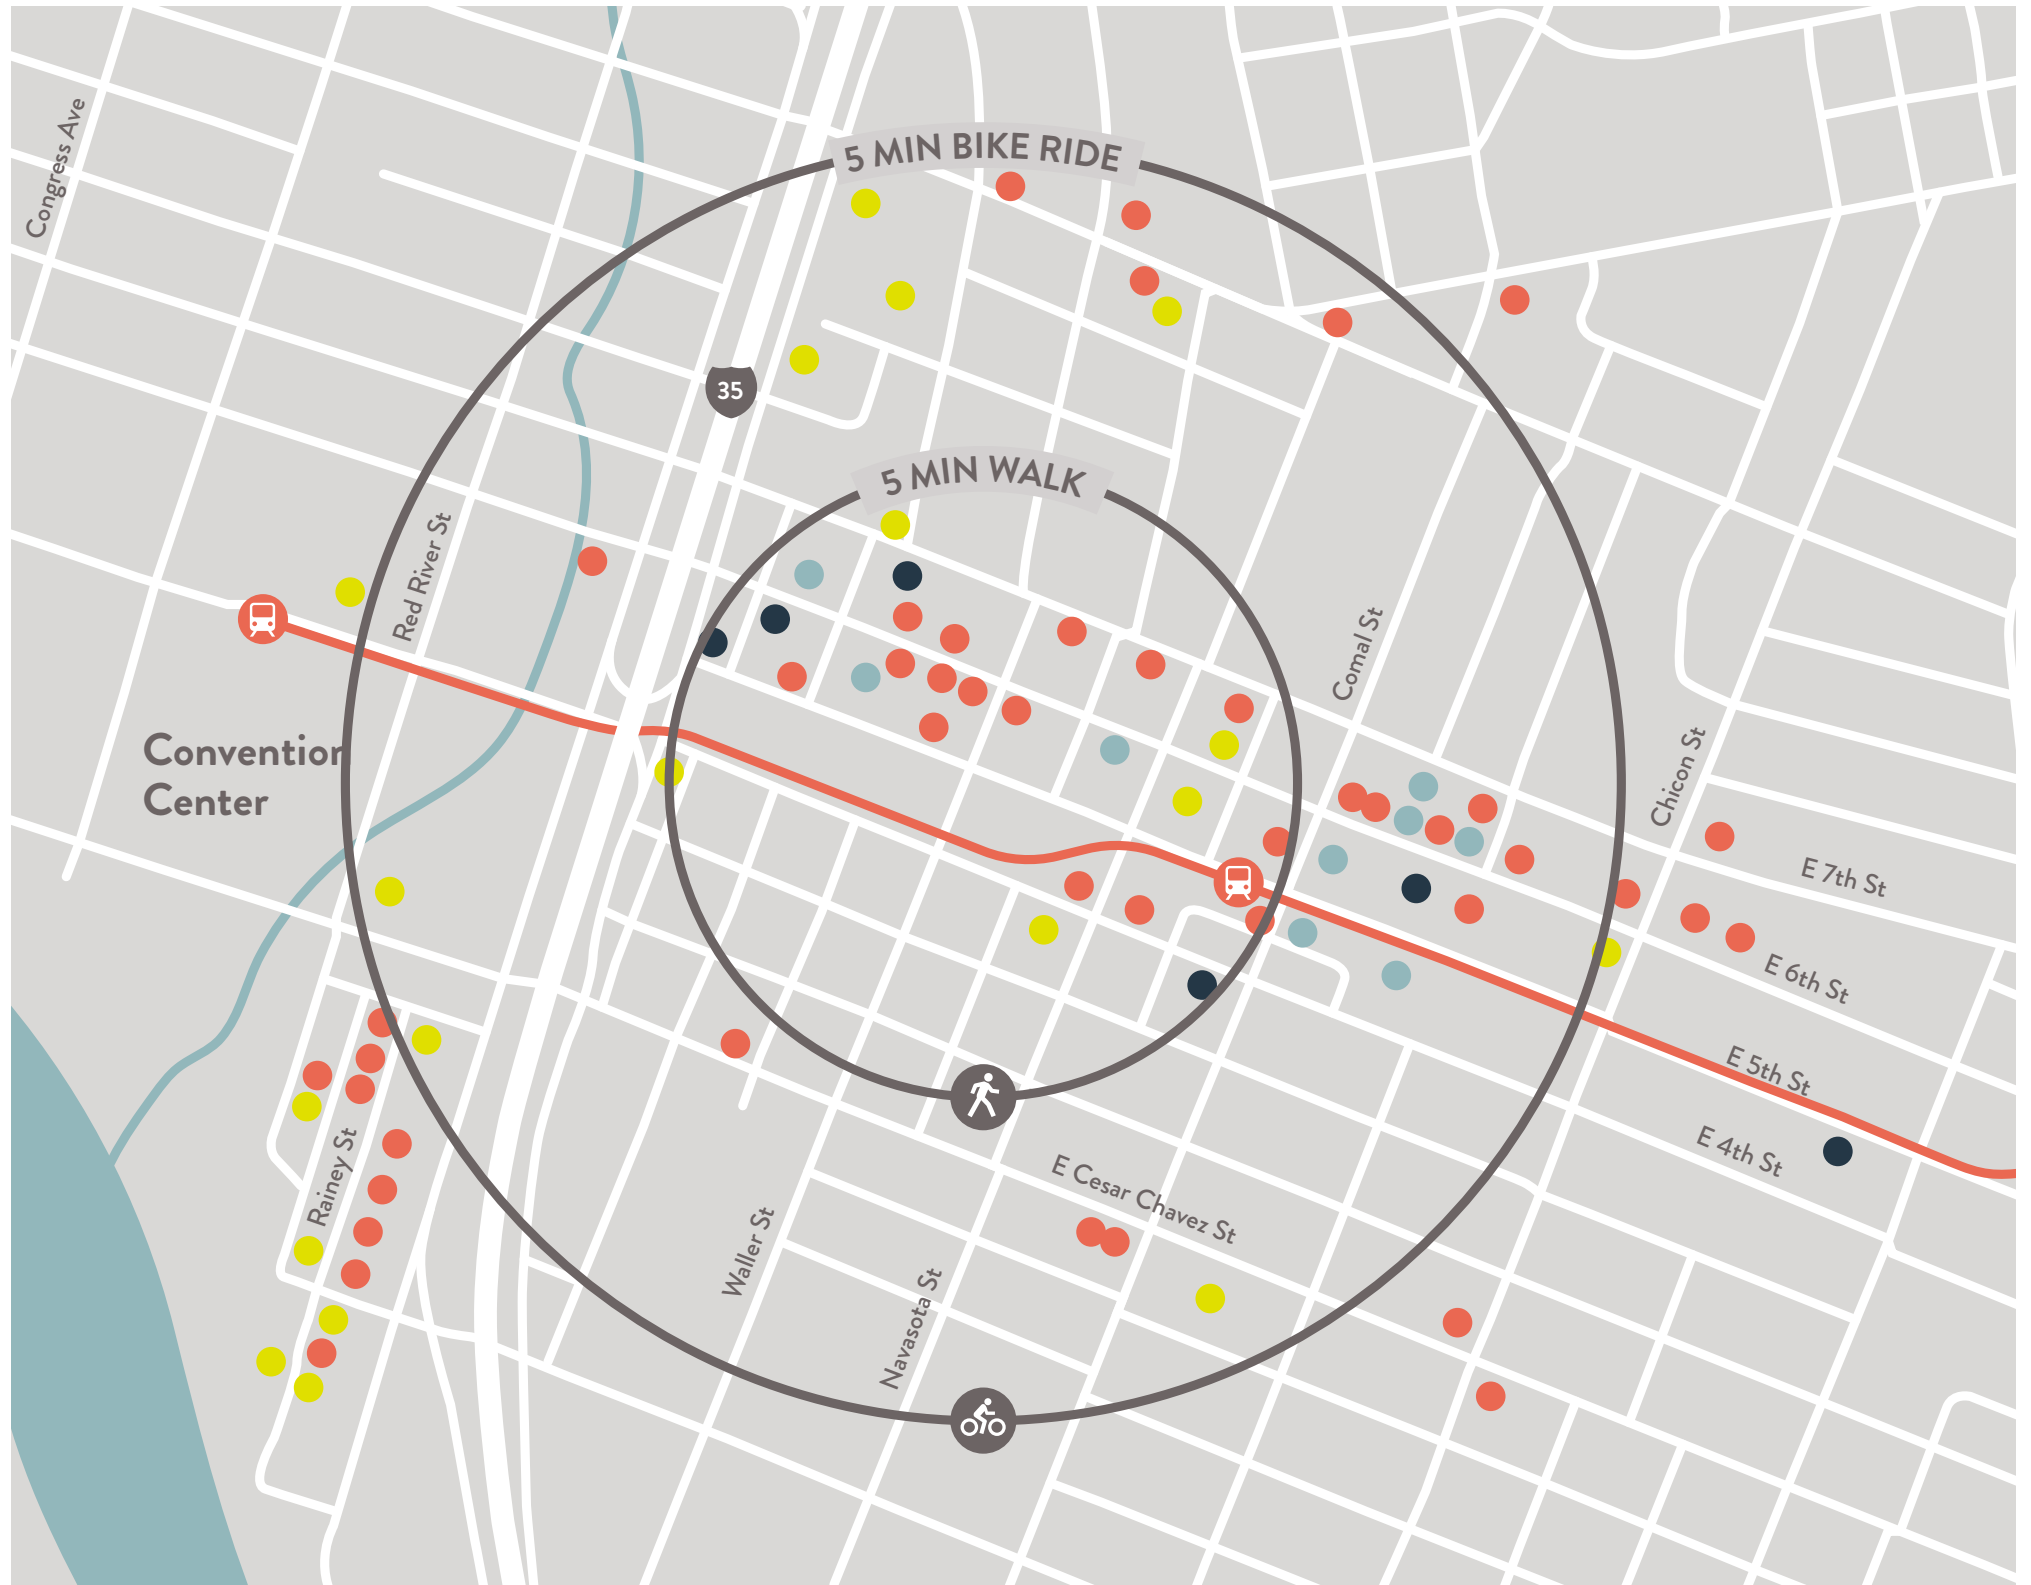 Congress Ave
5 MIN BIKE RIDE
35
5 MIN WALK
Red River St
Comal St
Convention
Center
Chicon St
E 7th St
E 6th St
E 5th St
E 4th St
Rainey St
E Cesar Chavez St
Waller St
Navasota St